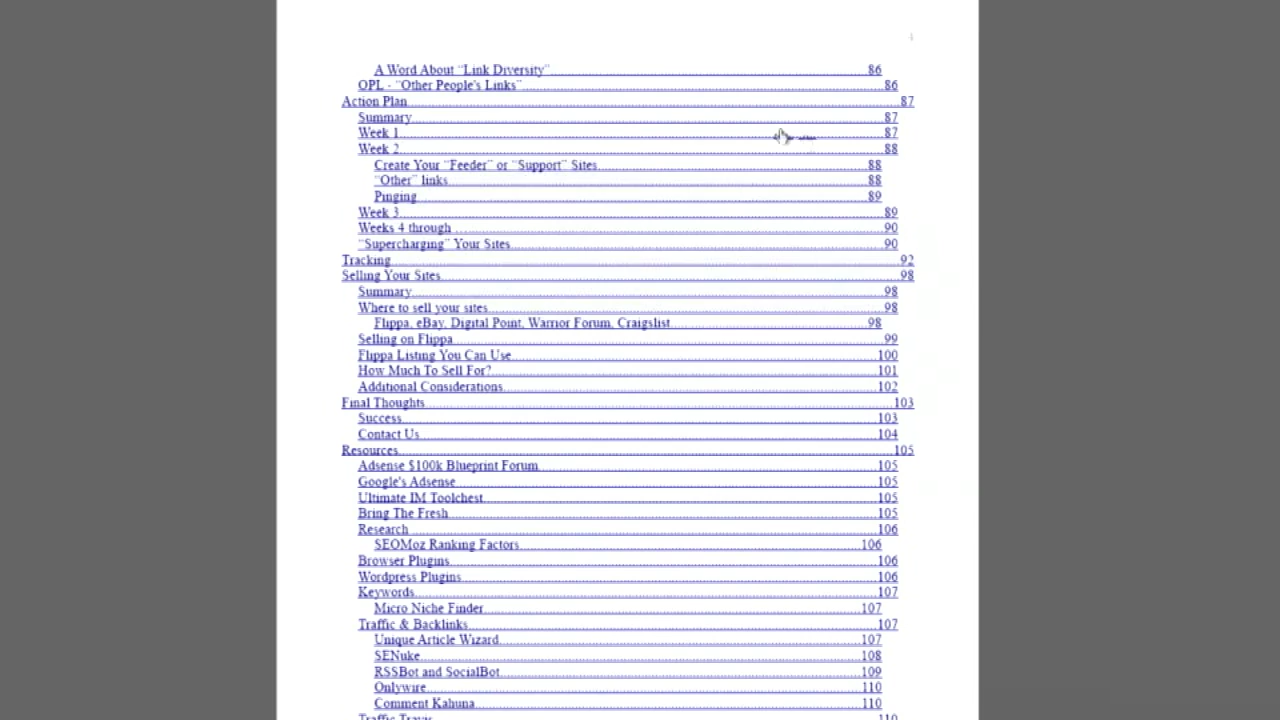 4
A Word About “Link Diversity”....86
OPL - “Other People's Links”....86
Action Plan....87
Summary....87
Week 1....87
Week 2....88
Create Your “Feeder” or “Support” Sites....88
“Other” links....88
Pinging....89
Week 3....89
Weeks 4 through....90
“Supercharging” Your Sites....90
Tracking....92
Selling Your Sites....98
Summary....98
Where to sell your sites....98
Flippa, eBay, Digital Point, Warrior Forum, Craigslist....98
Selling on Flippa....99
Flippa Listing You Can Use....100
How Much To Sell For?....101
Additional Considerations....102
Final Thoughts....103
Success....103
Contact Us....104
Resources....105
Adsense $100k Blueprint Forum....105
Google's Adsense....105
Ultimate IM Toolchest....105
Bring The Fresh....105
Research....106
SEOMoz Ranking Factors....106
Browser Plugins....106
Wordpress Plugins....106
Keywords....107
Micro Niche Finder....107
Traffic & Backlinks....107
Unique Article Wizard....107
SENuke....108
RSSBot and SocialBot....109
Onlywire....110
Comment Kahuna....110
Traffic Travis....110